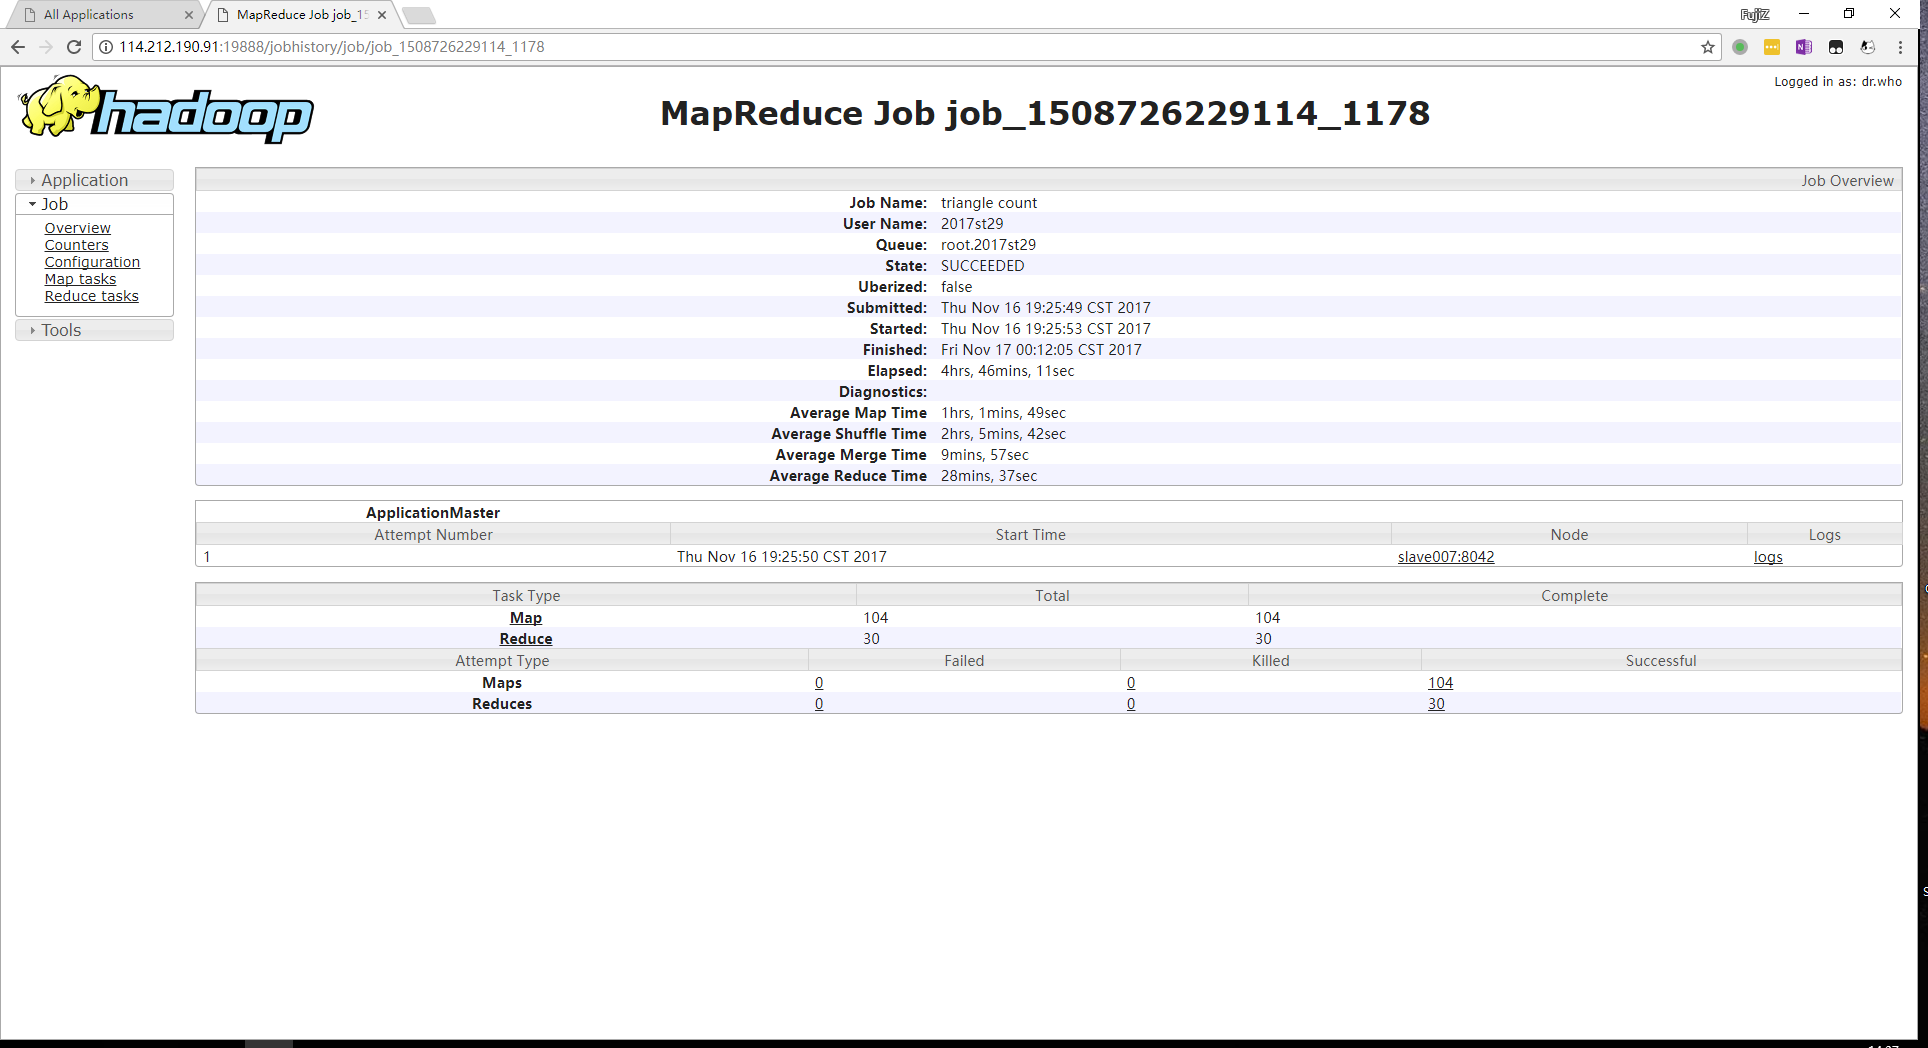 All Applications
MapReduce Job job_15
FujiZ
114.212.190.91:19888/jobhistory/job/job_1508726229114_1178
Logged in as: dr.who
hadoop
MapReduce Job job_1508726229114_1178
Application
Job
Overview
Counters
Configuration
Map tasks
Reduce tasks
Tools
Job Overview
Job Name: triangle count
User Name: 2017st29
Queue: root.2017st29
State: SUCCEEDED
Uberized: false
Submitted: Thu Nov 16 19:25:49 CST 2017
Started: Thu Nov 16 19:25:53 CST 2017
Finished: Fri Nov 17 00:12:05 CST 2017
Elapsed: 4hrs, 46mins, 11sec
Diagnostics:
Average Map Time 1hrs, 1mins, 49sec
Average Shuffle Time 2hrs, 5mins, 42sec
Average Merge Time 9mins, 57sec
Average Reduce Time 28mins, 37sec
ApplicationMaster
Attempt Number Start Time Node Logs
1 Thu Nov 16 19:25:50 CST 2017 slave007:8042 logs
Task Type Total Complete
Map 104 104
Reduce 30 30
Attempt Type Failed Killed Successful
Maps 0 0 104
Reduces 0 0 30